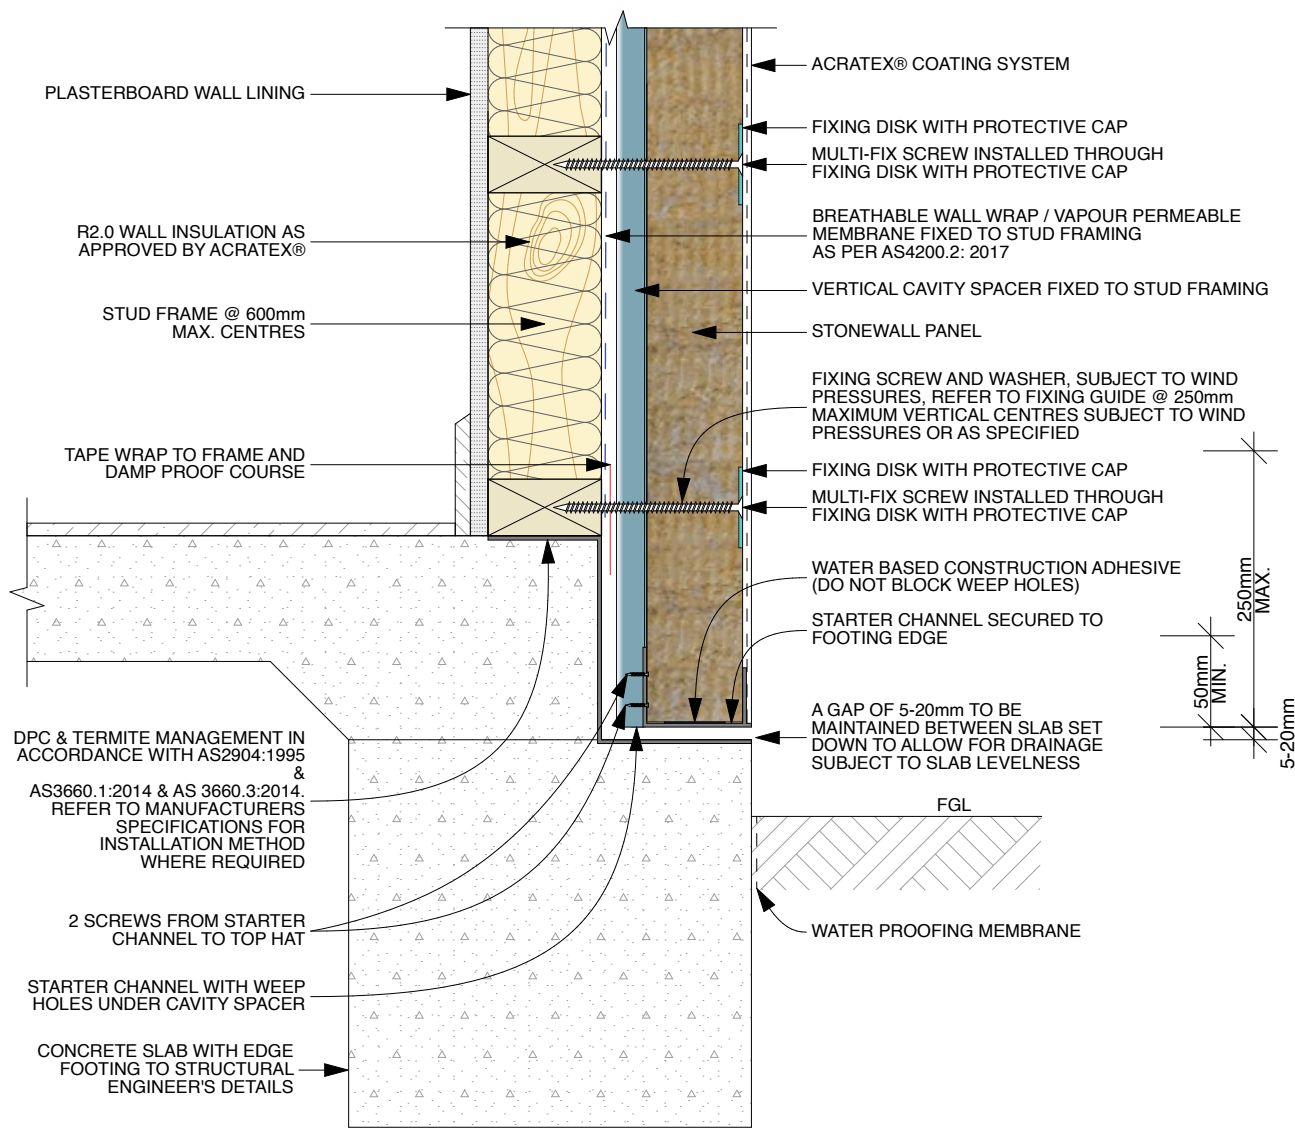 PLASTERBOARD WALL LINING
R2.0 WALL INSULATION AS
APPROVED BY ACRATEX®
STUD FRAME @ 600mm
MAX. CENTRES
TAPE WRAP TO FRAME AND
DAMP PROOF COURSE
DPC & TERMITE MANAGEMENT IN
ACCORDANCE WITH AS2904:1995
&
AS3660.1:2014 & AS 3660.3:2014.
REFER TO MANUFACTURERS
SPECIFICATIONS FOR
INSTALLATION METHOD
WHERE REQUIRED
2 SCREWS FROM STARTER
CHANNEL TO TOP HAT
STARTER CHANNEL WITH WEEP
HOLES UNDER CAVITY SPACER
CONCRETE SLAB WITH EDGE
FOOTING TO STRUCTURAL
ENGINEER'S DETAILS
ACRATEX® COATING SYSTEM
FIXING DISK WITH PROTECTIVE CAP
MULTI-FIX SCREW INSTALLED THROUGH
FIXING DISK WITH PROTECTIVE CAP
BREATHABLE WALL WRAP / VAPOUR PERMEABLE
MEMBRANE FIXED TO STUD FRAMING
AS PER AS4200.2: 2017
VERTICAL CAVITY SPACER FIXED TO STUD FRAMING
STONEWALL PANEL
FIXING SCREW AND WASHER, SUBJECT TO WIND
PRESSURES, REFER TO FIXING GUIDE @ 250mm
MAXIMUM VERTICAL CENTRES SUBJECT TO WIND
PRESSURES OR AS SPECIFIED
FIXING DISK WITH PROTECTIVE CAP
MULTI-FIX SCREW INSTALLED THROUGH
FIXING DISK WITH PROTECTIVE CAP
WATER BASED CONSTRUCTION ADHESIVE
(DO NOT BLOCK WEEP HOLES)
STARTER CHANNEL SECURED TO
FOOTING EDGE
A GAP OF 5-20mm TO BE
MAINTAINED BETWEEN SLAB SET
DOWN TO ALLOW FOR DRAINAGE
SUBJECT TO SLAB LEVELNESS
FGL
WATER PROOFING MEMBRANE
50mm
MIN.
250mm
MAX.
5-20mm